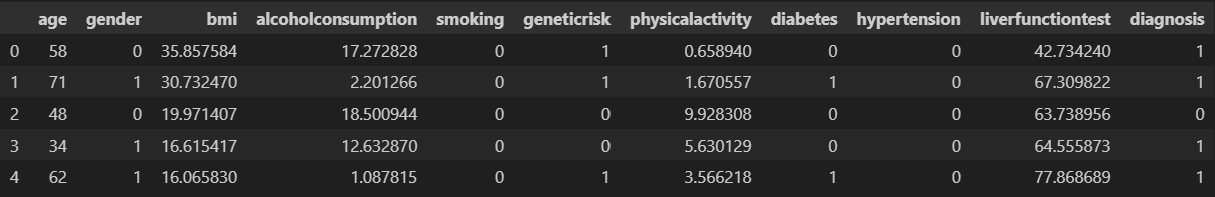 age gender bmi alcoholconsumption smoking geneticrisk physicalactivity diabetes hypertension liverfunctiontest diagnosis
0 58 0 35.857584 17.272828 0 1 0.658940 0 0 42.734240 1
1 71 1 30.732470 2.201266 0 1 1.670557 1 0 67.309822 1
2 48 0 19.971407 18.500944 0 0 9.928308 0 0 63.738956 0
3 34 1 16.615417 12.632870 0 0 5.630129 0 0 64.555873 1
4 62 1 16.065830 1.087815 0 1 3.566218 1 0 77.868689 1